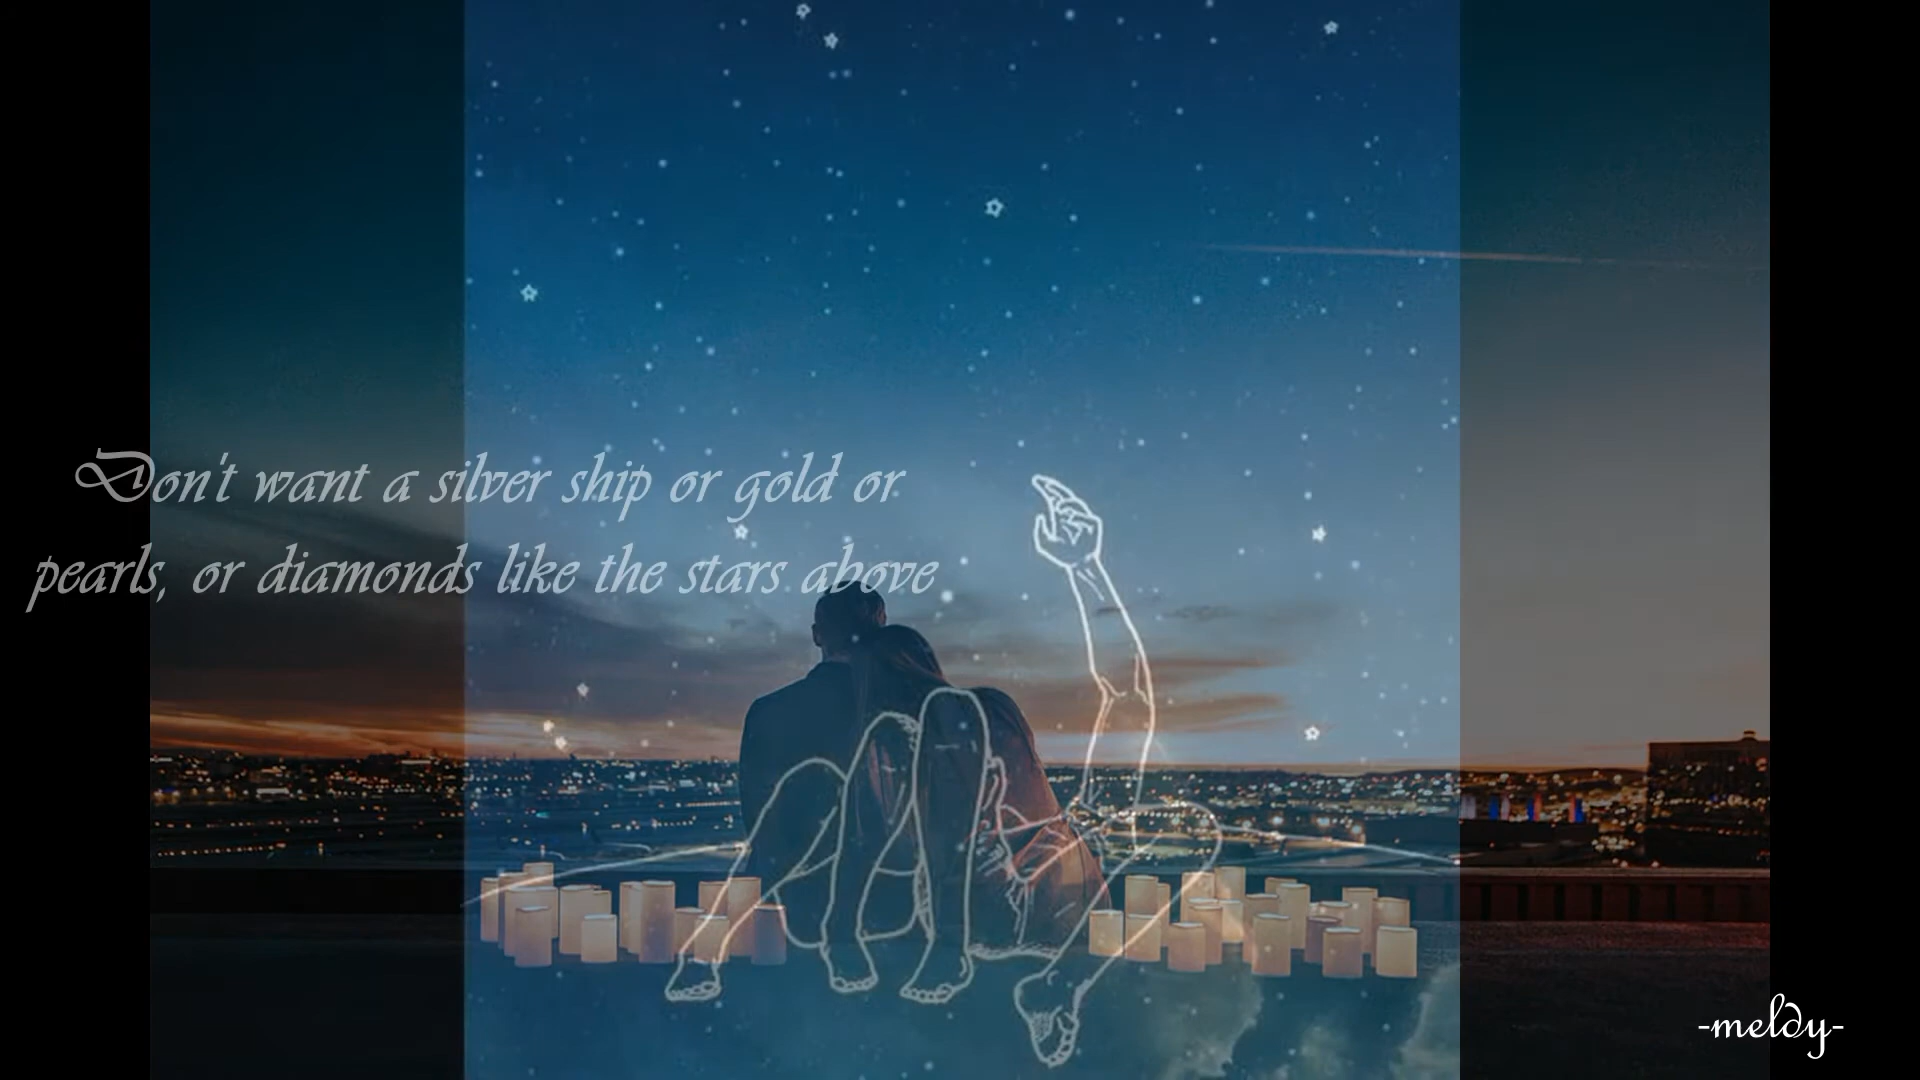 Don't want a silver ship or gold or
pearls, or diamonds like the stars above
-meldy-